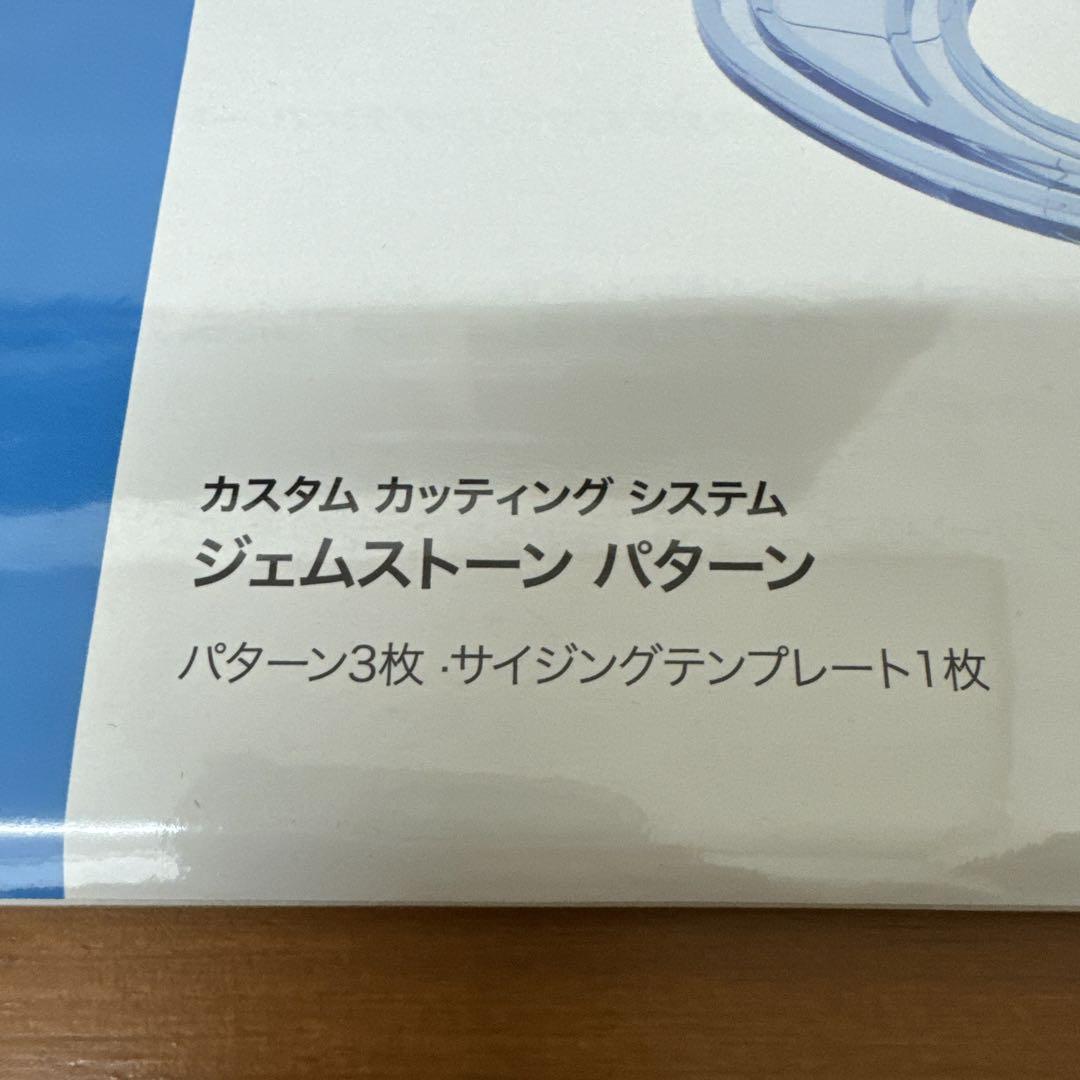 カスタム カッティング システム
ジェムストーン パターン
パターン3枚 ·サイジングテンプレート1枚